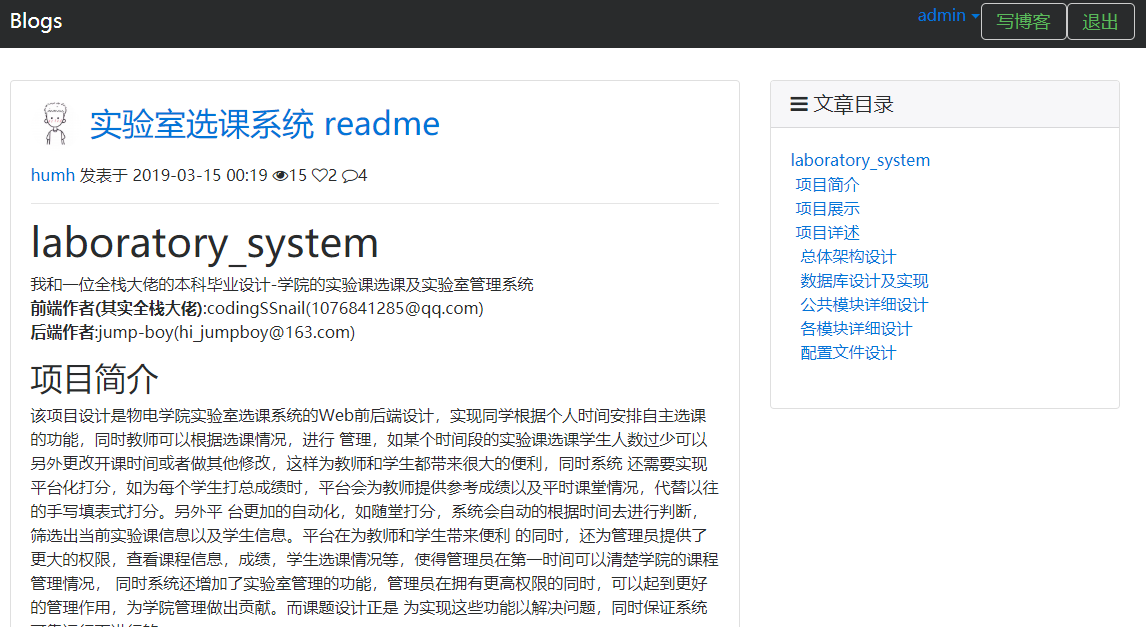 Blogs
admin
写博客
退出
实验室选课系统 readme
humh 发表于 2019-03-15 00:19 15 2 4
laboratory_system
我和一位全栈大佬的本科毕业设计-学院的实验课选课及实验室管理系统
前端作者(其实全栈大佬):codingSSnail(1076841285@qq.com)
后端作者:jump-boy(hi_jumpboy@163.com)
项目简介
该项目设计是物电学院实验室选课系统的Web前后端设计，实现同学根据个人时间安排自主选课
的功能，同时教师可以根据选课情况，进行 管理，如某个时间段的实验课选课学生人数过少可以
另外更改开课时间或者做其他修改，这样为教师和学生都带来很大的便利，同时系统 还需要实现
平台化打分，如为每个学生打总成绩时，平台会为教师提供参考成绩以及平时课堂情况，代替以往
的手写填表式打分。另外平 台更加的自动化，如随堂打分，系统会自动的根据时间去进行判断，
筛选出当前实验课信息以及学生信息。平台在为教师和学生带来便利 的同时，还为管理员提供了
更大的权限，查看课程信息，成绩，学生选课情况等，使得管理员在第一时间可以清楚学院的课程
管理情况， 同时系统还增加了实验室管理的功能，管理员在拥有更高权限的同时，可以起到更好
的管理作用，为学院管理做出贡献。而课题设计正是 为实现这些功能以解决问题，同时保证系统
文章目录
laboratory_system
项目简介
项目展示
项目详述
总体架构设计
数据库设计及实现
公共模块详细设计
各模块详细设计
配置文件设计